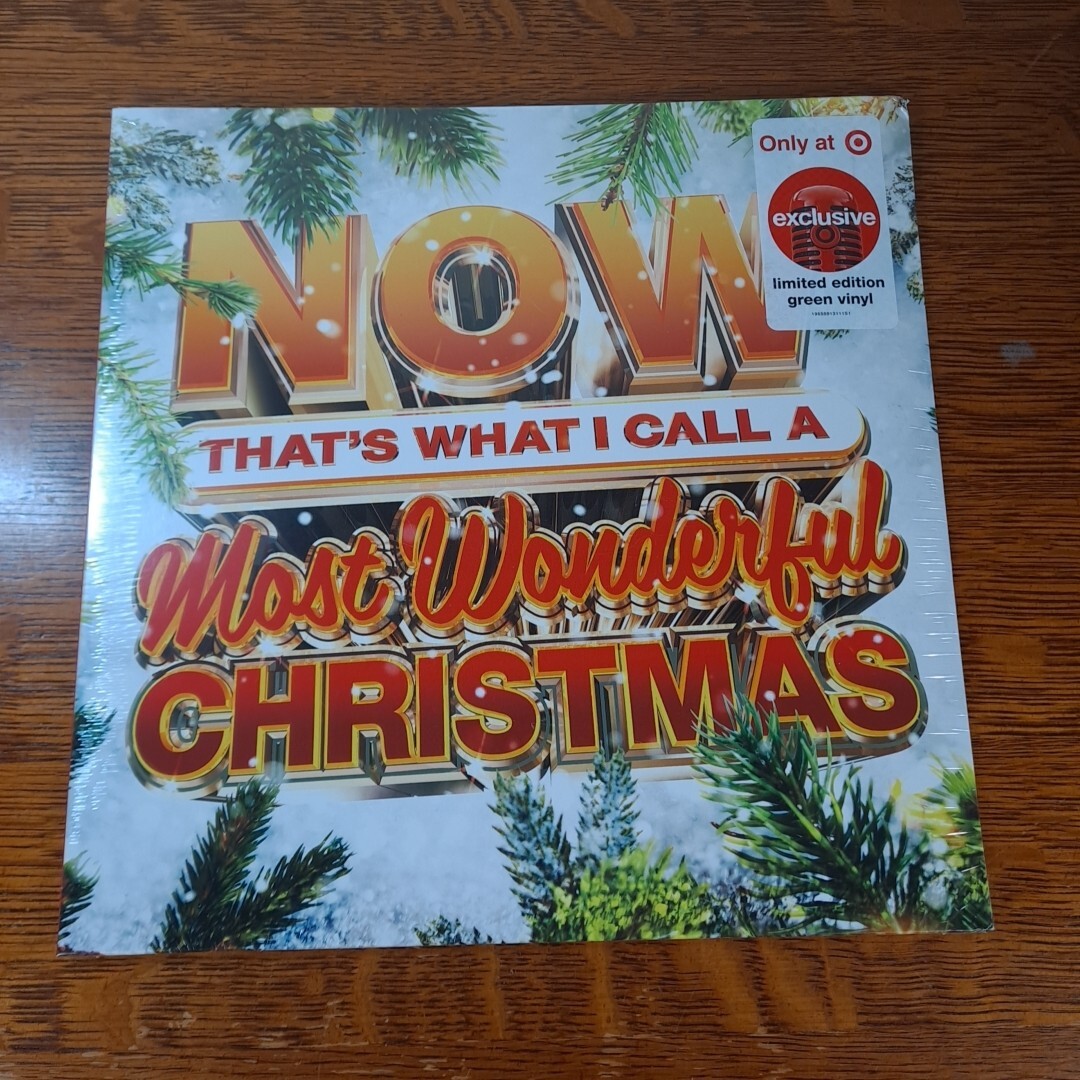 Only at
exclusive
limited edition
green vinyl
NOW
THAT'S WHAT I CALL A
Most Wonderful
CHRISTMAS